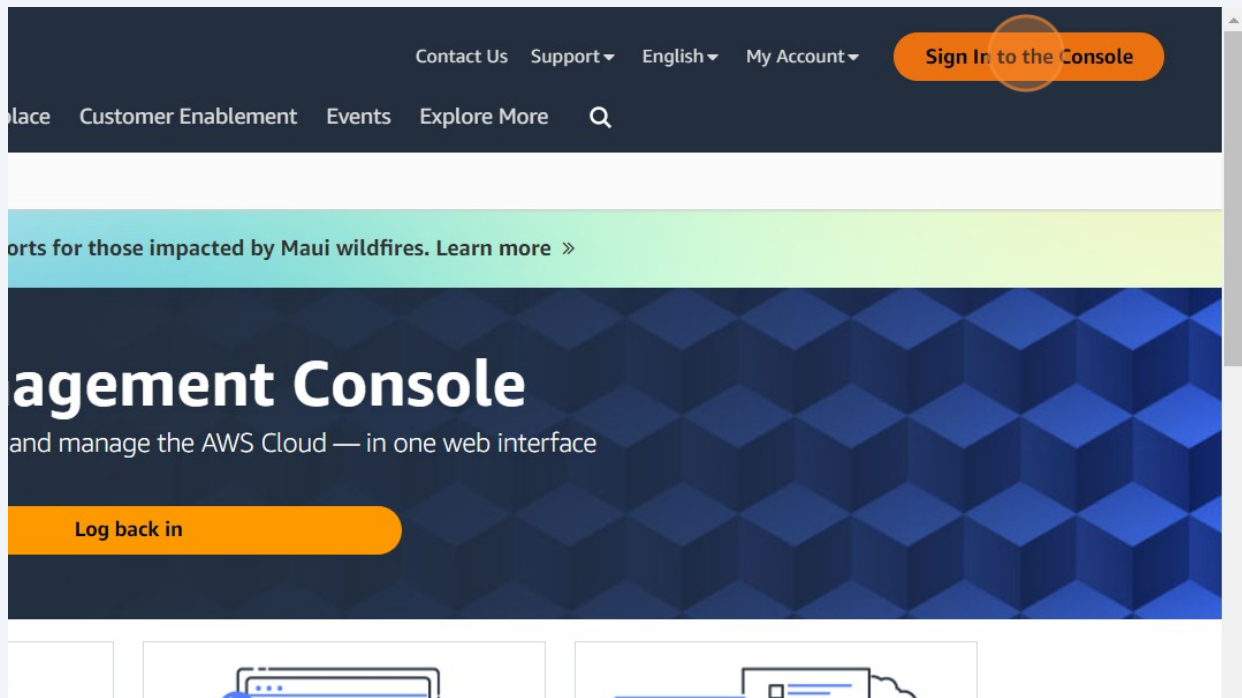 Contact Us Support English My Account Sign In to the Console
place Customer Enablement Events Explore More
orts for those impacted by Maui wildfires. Learn more »
agement Console
and manage the AWS Cloud — in one web interface
Log back in